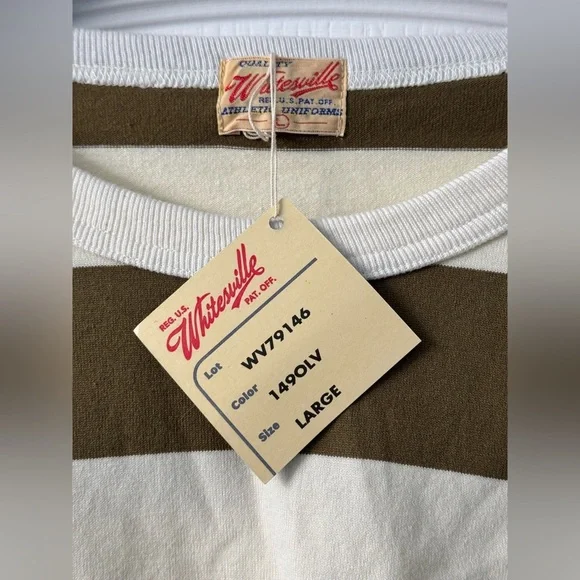 QUALITY
Whitesville
REG. U.S. PAT. OFF.
ATHLETIC UNIFORMS
L
REG. U.S.
Whitesville
PAT. OFF.
Lot WV79146
Color 149OLV
Size LARGE